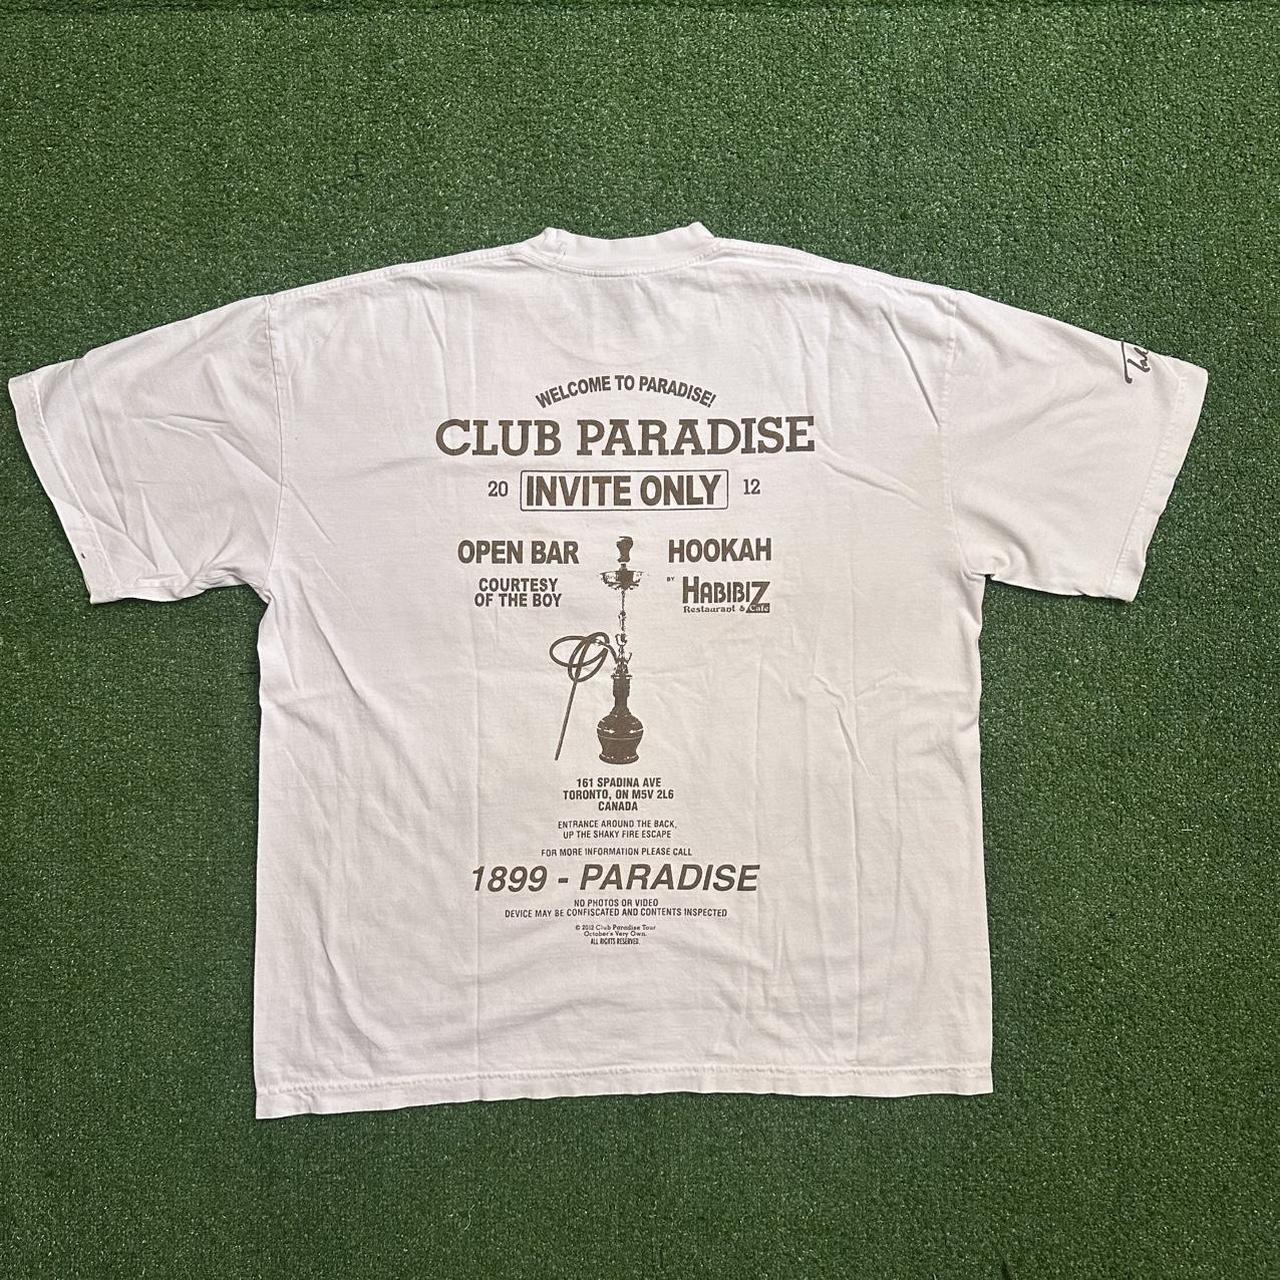 WELCOME TO PARADISE!
CLUB PARADISE
20 INVITE ONLY 12
OPEN BAR
COURTESY
OF THE BOY
HOOKAH
BY HABIBIZ
Restaurant & Café
161 SPADINA AVE
TORONTO, ON M5V 2L6
CANADA
ENTRANCE AROUND THE BACK,
UP THE SHAKY FIRE ESCAPE
FOR MORE INFORMATION PLEASE CALL
1899 - PARADISE
NO PHOTOS OR VIDEO
DEVICE MAY BE CONFISCATED AND CONTENTS INSPECTED
© 2012 Club Paradise Tour
October's Very Own.
ALL RIGHTS RESERVED.